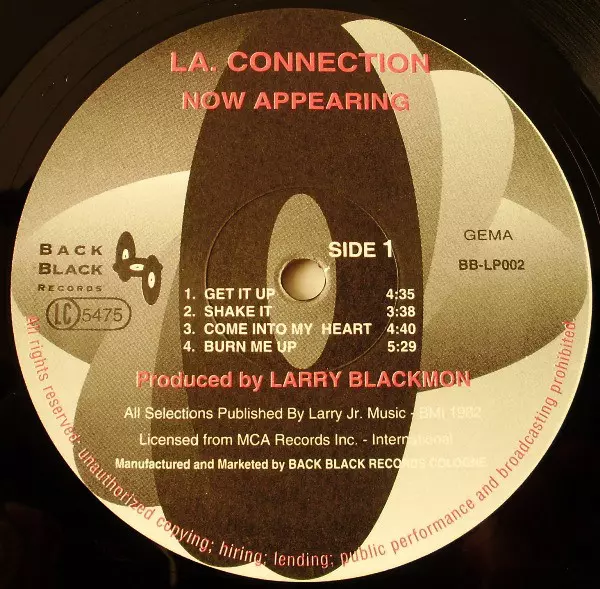 LA. CONNECTION
NOW APPEARING
BACK
BLACK
RECORDS
LC 5475
SIDE 1
GEMA
BB-LP002
1. GET IT UP 4:35
2. SHAKE IT 3:38
3. COME INTO MY HEART 4:40
4. BURN ME UP 5:29
Produced by LARRY BLACKMON
All Selections Published By Larry Jr. Music - BMI 1982
Licensed from MCA Records Inc. - International
Manufactured and Marketed by BACK BLACK RECORDS COLOGNE
All rights reserved; unauthorized copying; hiring; lending; public performance and broadcasting prohibited